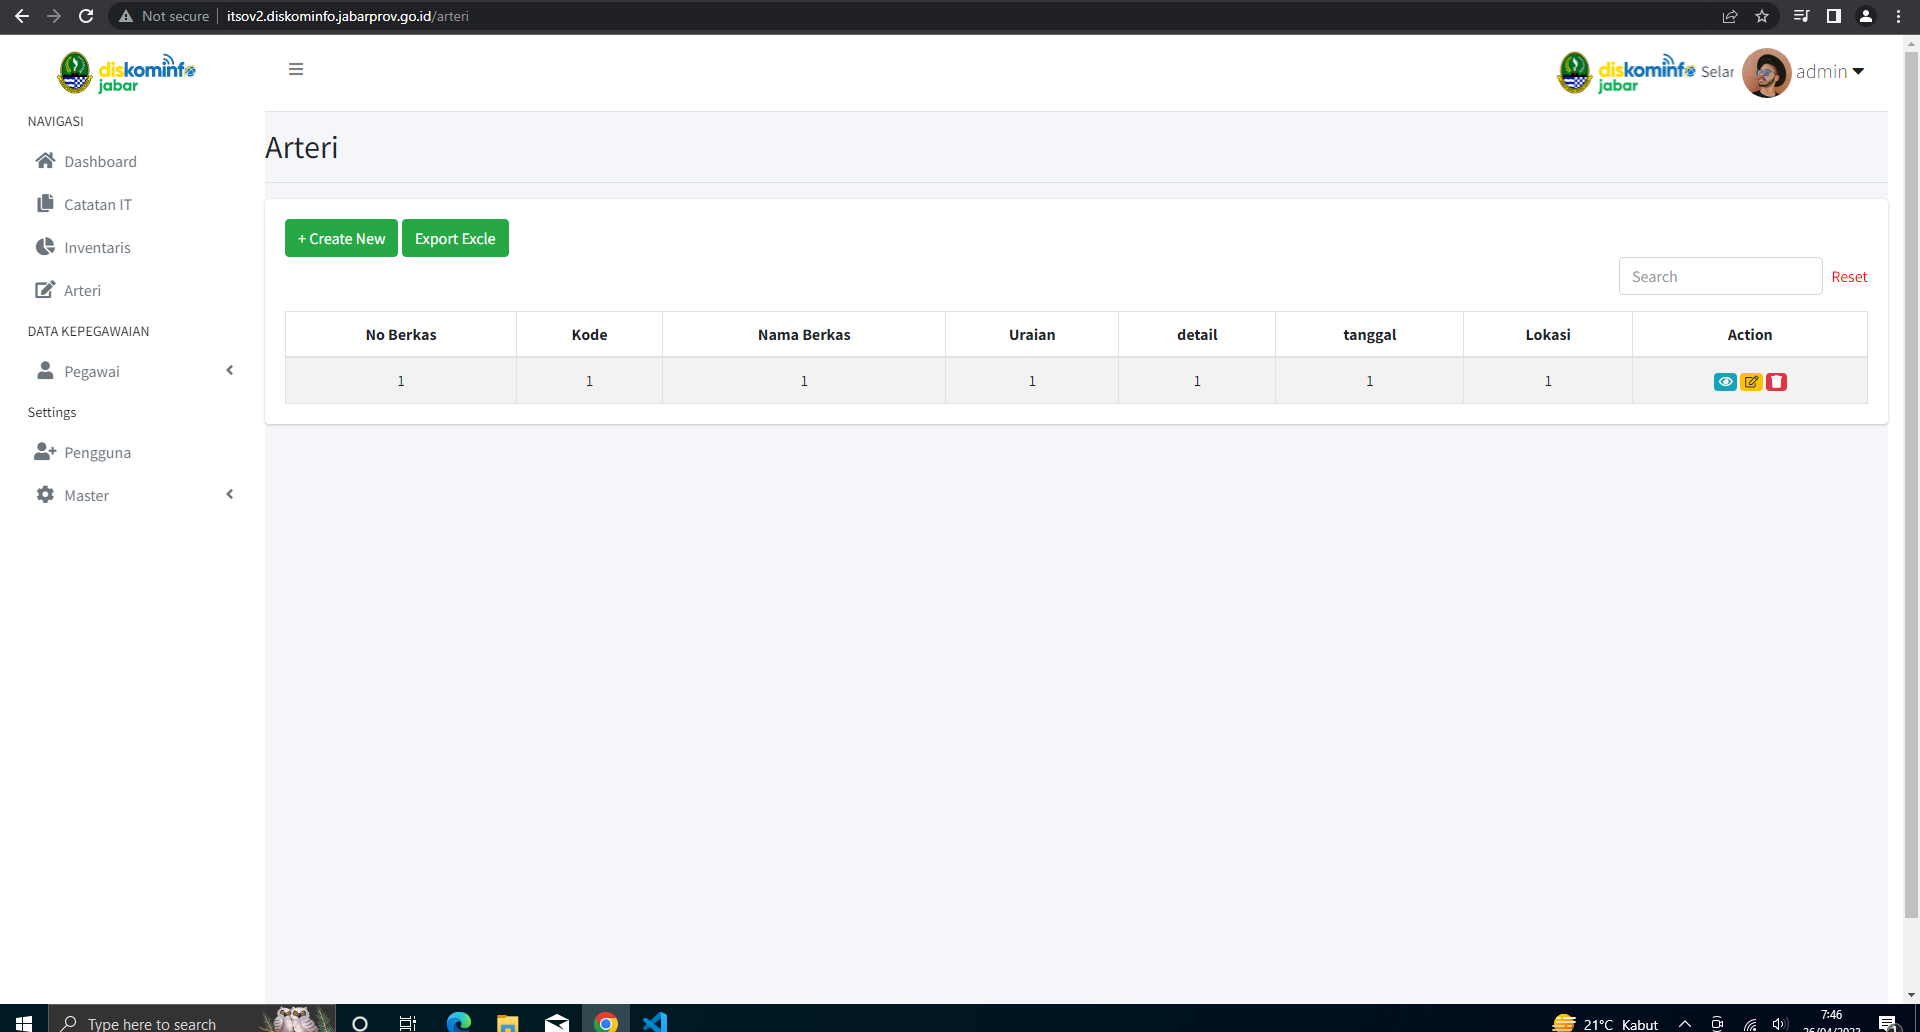 Not secure itsov2.diskominfo.jabarprov.go.id/arteri
diskominfo
jabar
diskominfo
jabar
Selar
admin
NAVIGASI
Dashboard
Catatan IT
Inventaris
Arteri
DATA KEPEGAWAIAN
Pegawai
Settings
Pengguna
Master
Arteri
+ Create New Export Excle
Search Reset
No Berkas Kode Nama Berkas Uraian detail tanggal Lokasi Action
1 1 1 1 1 1 1
Type here to search
21°C Kabut
7:46
1